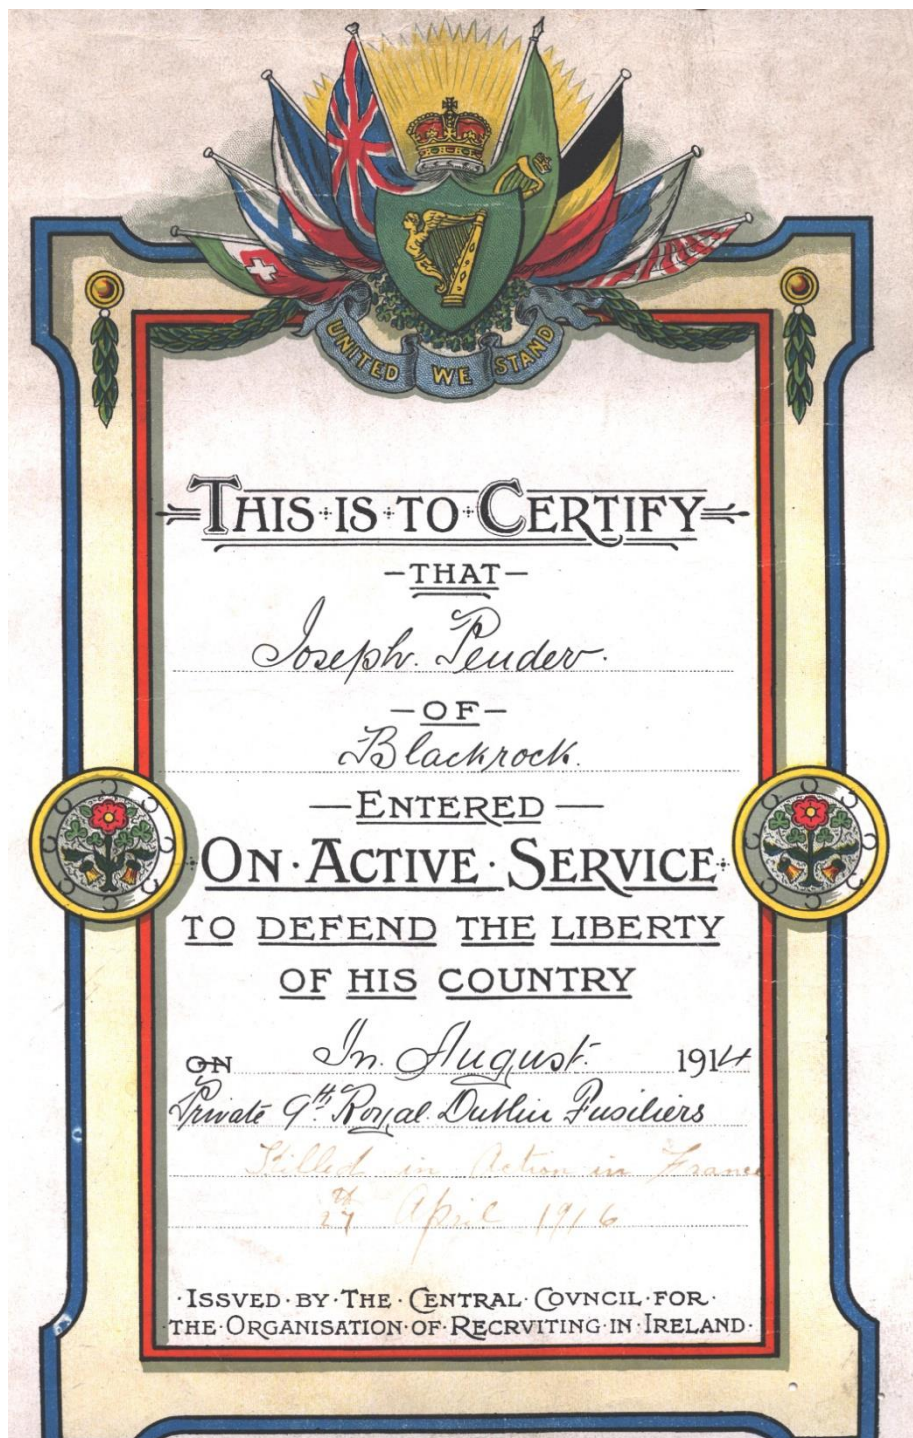 UNITED WE STAND
THIS · IS · TO · CERTIFY
- THAT -
Joseph. Pender.
- OF -
Blackrock.
- ENTERED -
ON · ACTIVE · SERVICE
TO DEFEND THE LIBERTY
OF HIS COUNTRY
ON In. August. 1914
Private 9th. Royal. Dublin Fusiliers
Killed in Action in France
27th April 1916
· ISSVED · BY · THE · CENTRAL · COVNCIL · FOR ·
· THE · ORGANISATION · OF · RECRVITING · IN · IRELAND ·